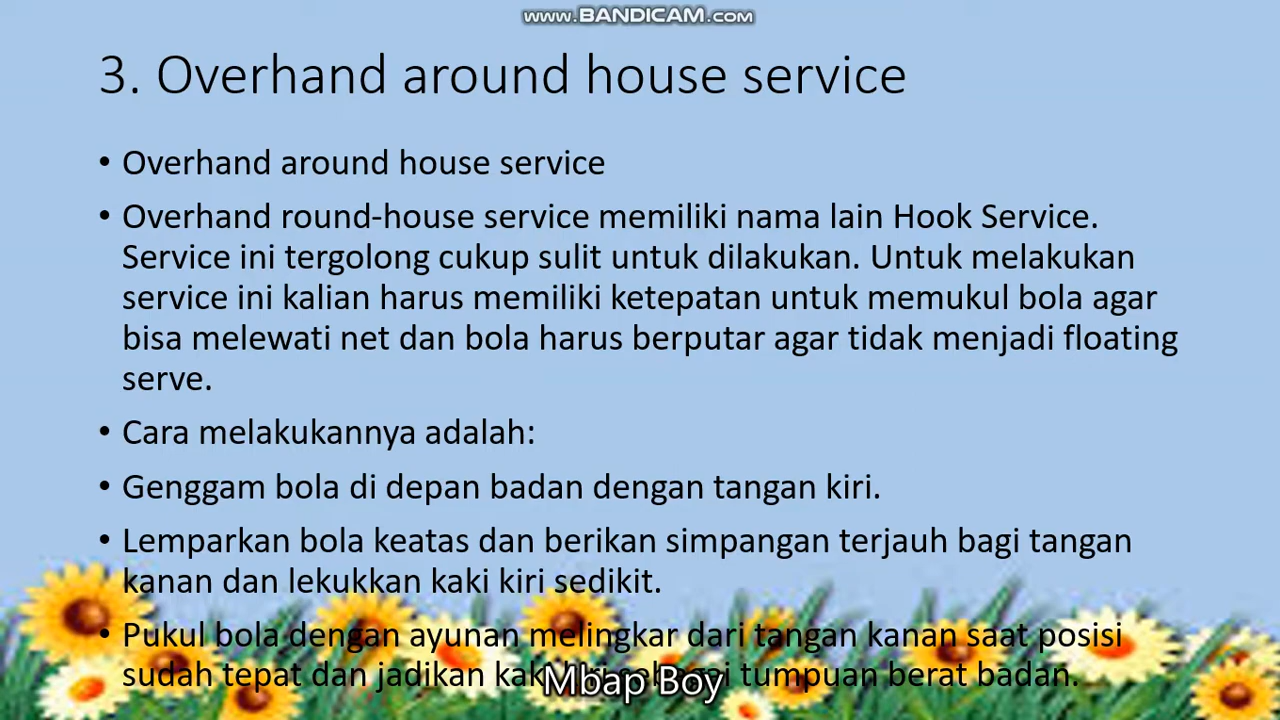 www.BANDICAM.com
3. Overhand around house service
• Overhand around house service
• Overhand round-house service memiliki nama lain Hook Service.
Service ini tergolong cukup sulit untuk dilakukan. Untuk melakukan
service ini kalian harus memiliki ketepatan untuk memukul bola agar
bisa melewati net dan bola harus berputar agar tidak menjadi floating
serve.
• Cara melakukannya adalah:
• Genggam bola di depan badan dengan tangan kiri.
• Lemparkan bola keatas dan berikan simpangan terjauh bagi tangan
kanan dan lekukkan kaki kiri sedikit.
• Pukul bola dengan ayunan melingkar dari tangan kanan saat posisi
sudah tepat dan jadikan tumpuan berat badan.
Mbap Boy